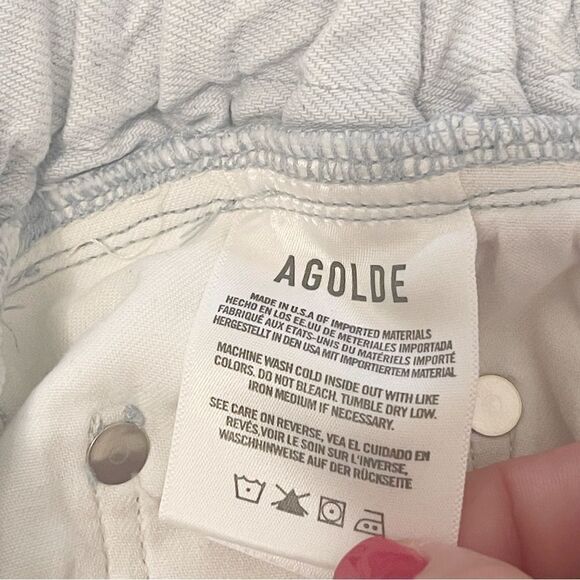 AGOLDE
MADE IN U.S.A OF IMPORTED MATERIALS
HECHO EN LOS EE.UU DE METERIALES IMPORTADA
FABRIQUÉ AUX ETATS-UNIS DU MATÉRIELS IMPORTÉ
HERGESTELLT IN DEN USA MIT IMPORTIERTEM MATERIAL
MACHINE WASH COLD INSIDE OUT WITH LIKE
COLORS. DO NOT BLEACH. TUMBLE DRY LOW.
IRON MEDIUM IF NECESSARY.
SEE CARE ON REVERSE, VEA EL CUIDADO EN
REVÉS.VOIR LE SOIN SUR L'INVERSE,
WASCHHINWEISE AUF DER RÜCKSEITE